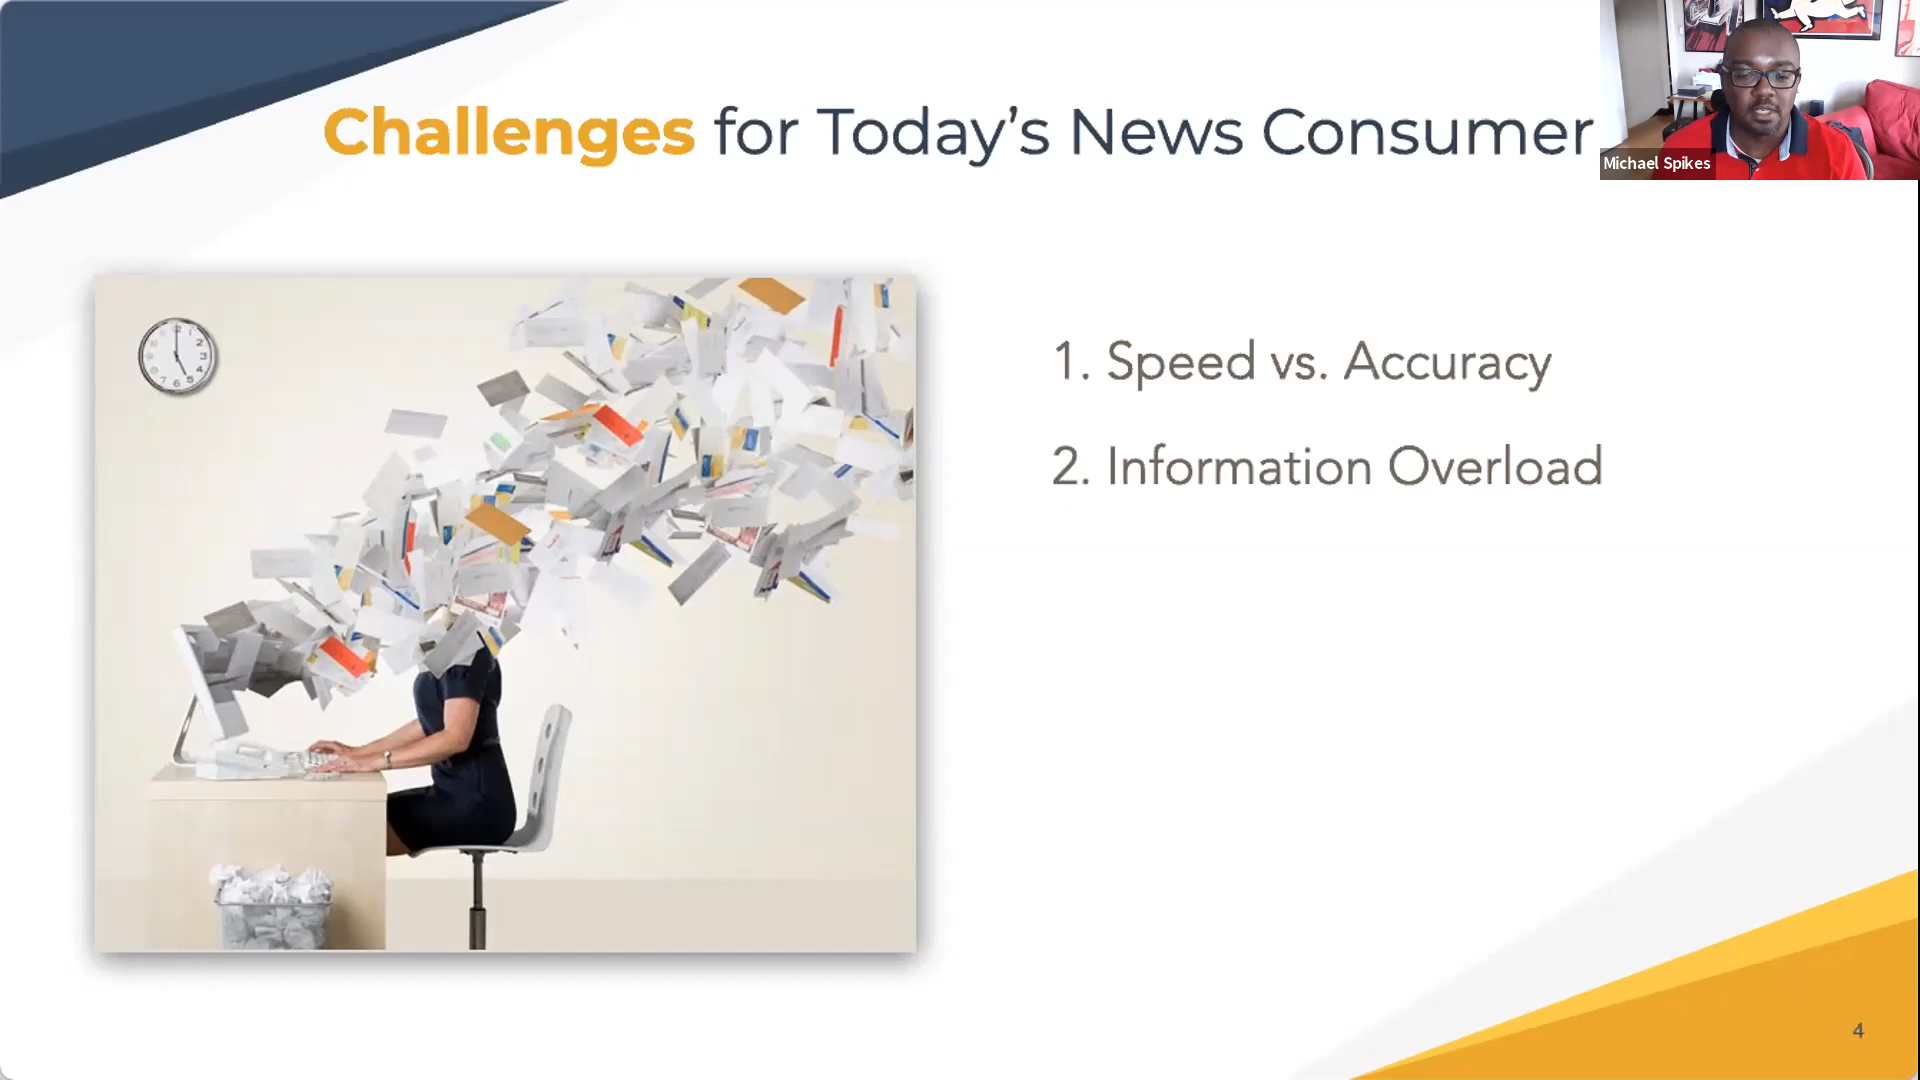 Challenges for Today's News Consumer
Michael Spikes
1. Speed vs. Accuracy
2. Information Overload
4